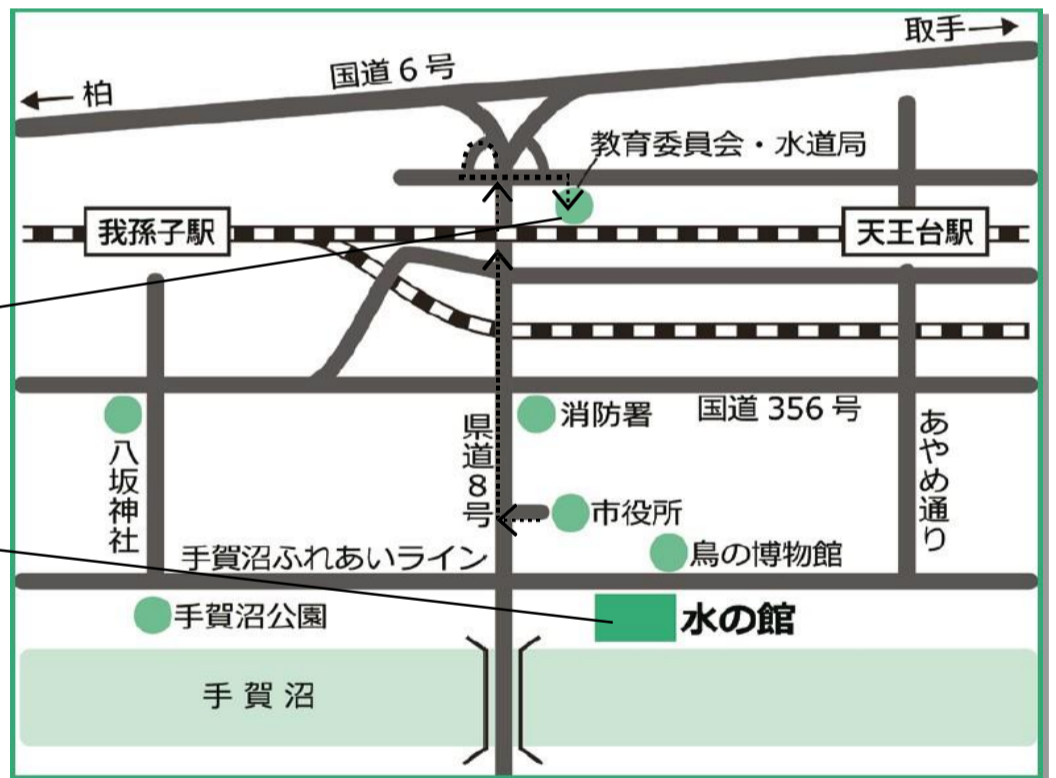 取手
国道 6 号
柏
教育委員会・水道局
我孫子駅
天王台駅
消防署
国道 356 号
県道8号
あやめ通り
八坂神社
市役所
鳥の博物館
手賀沼ふれあいライン
手賀沼公園
水の館
手 賀 沼